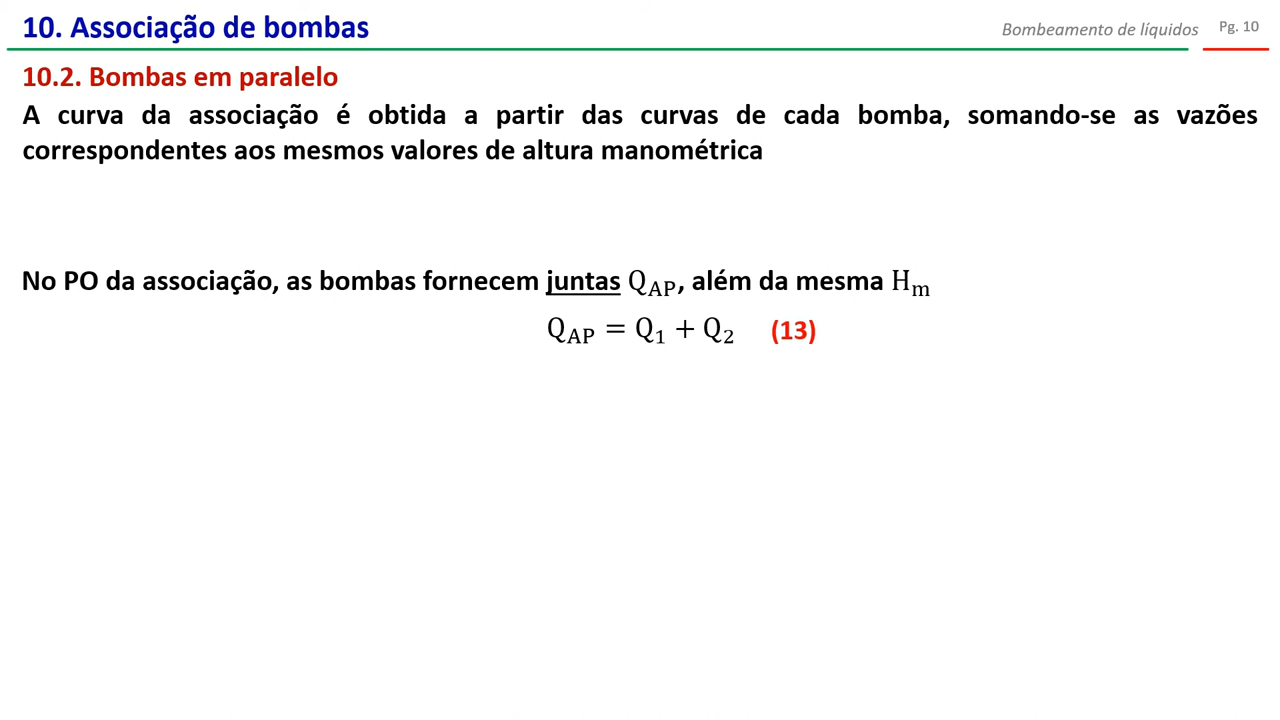 10. Associação de bombas
Bombeamento de líquidos
Pg. 10
10.2. Bombas em paralelo
A curva da associação é obtida a partir das curvas de cada bomba, somando-se as vazões
correspondentes aos mesmos valores de altura manométrica
No PO da associação, as bombas fornecem juntas Q_AP, além da mesma H_m
Q_AP = Q_1 + Q_2 (13)